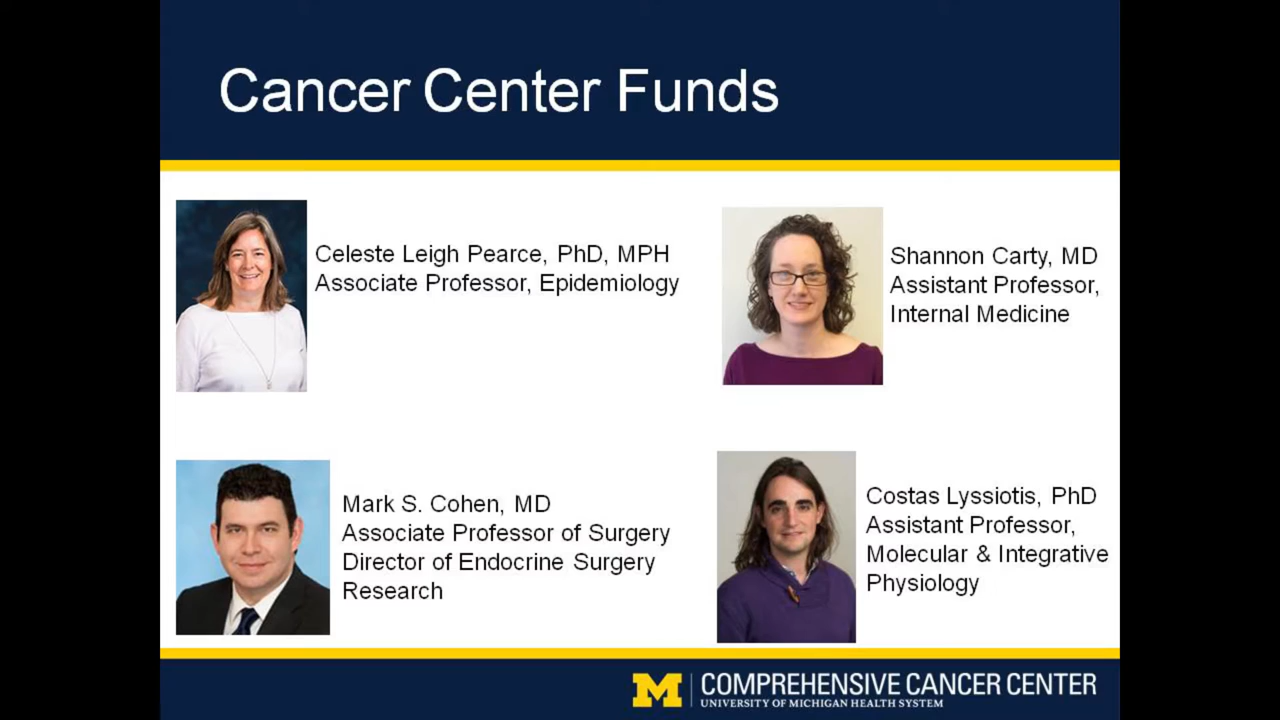 Cancer Center Funds
Celeste Leigh Pearce, PhD, MPH
Associate Professor, Epidemiology
Shannon Carty, MD
Assistant Professor,
Internal Medicine
Mark S. Cohen, MD
Associate Professor of Surgery
Director of Endocrine Surgery
Research
Costas Lyssiotis, PhD
Assistant Professor,
Molecular & Integrative
Physiology
M
COMPREHENSIVE CANCER CENTER
UNIVERSITY OF MICHIGAN HEALTH SYSTEM